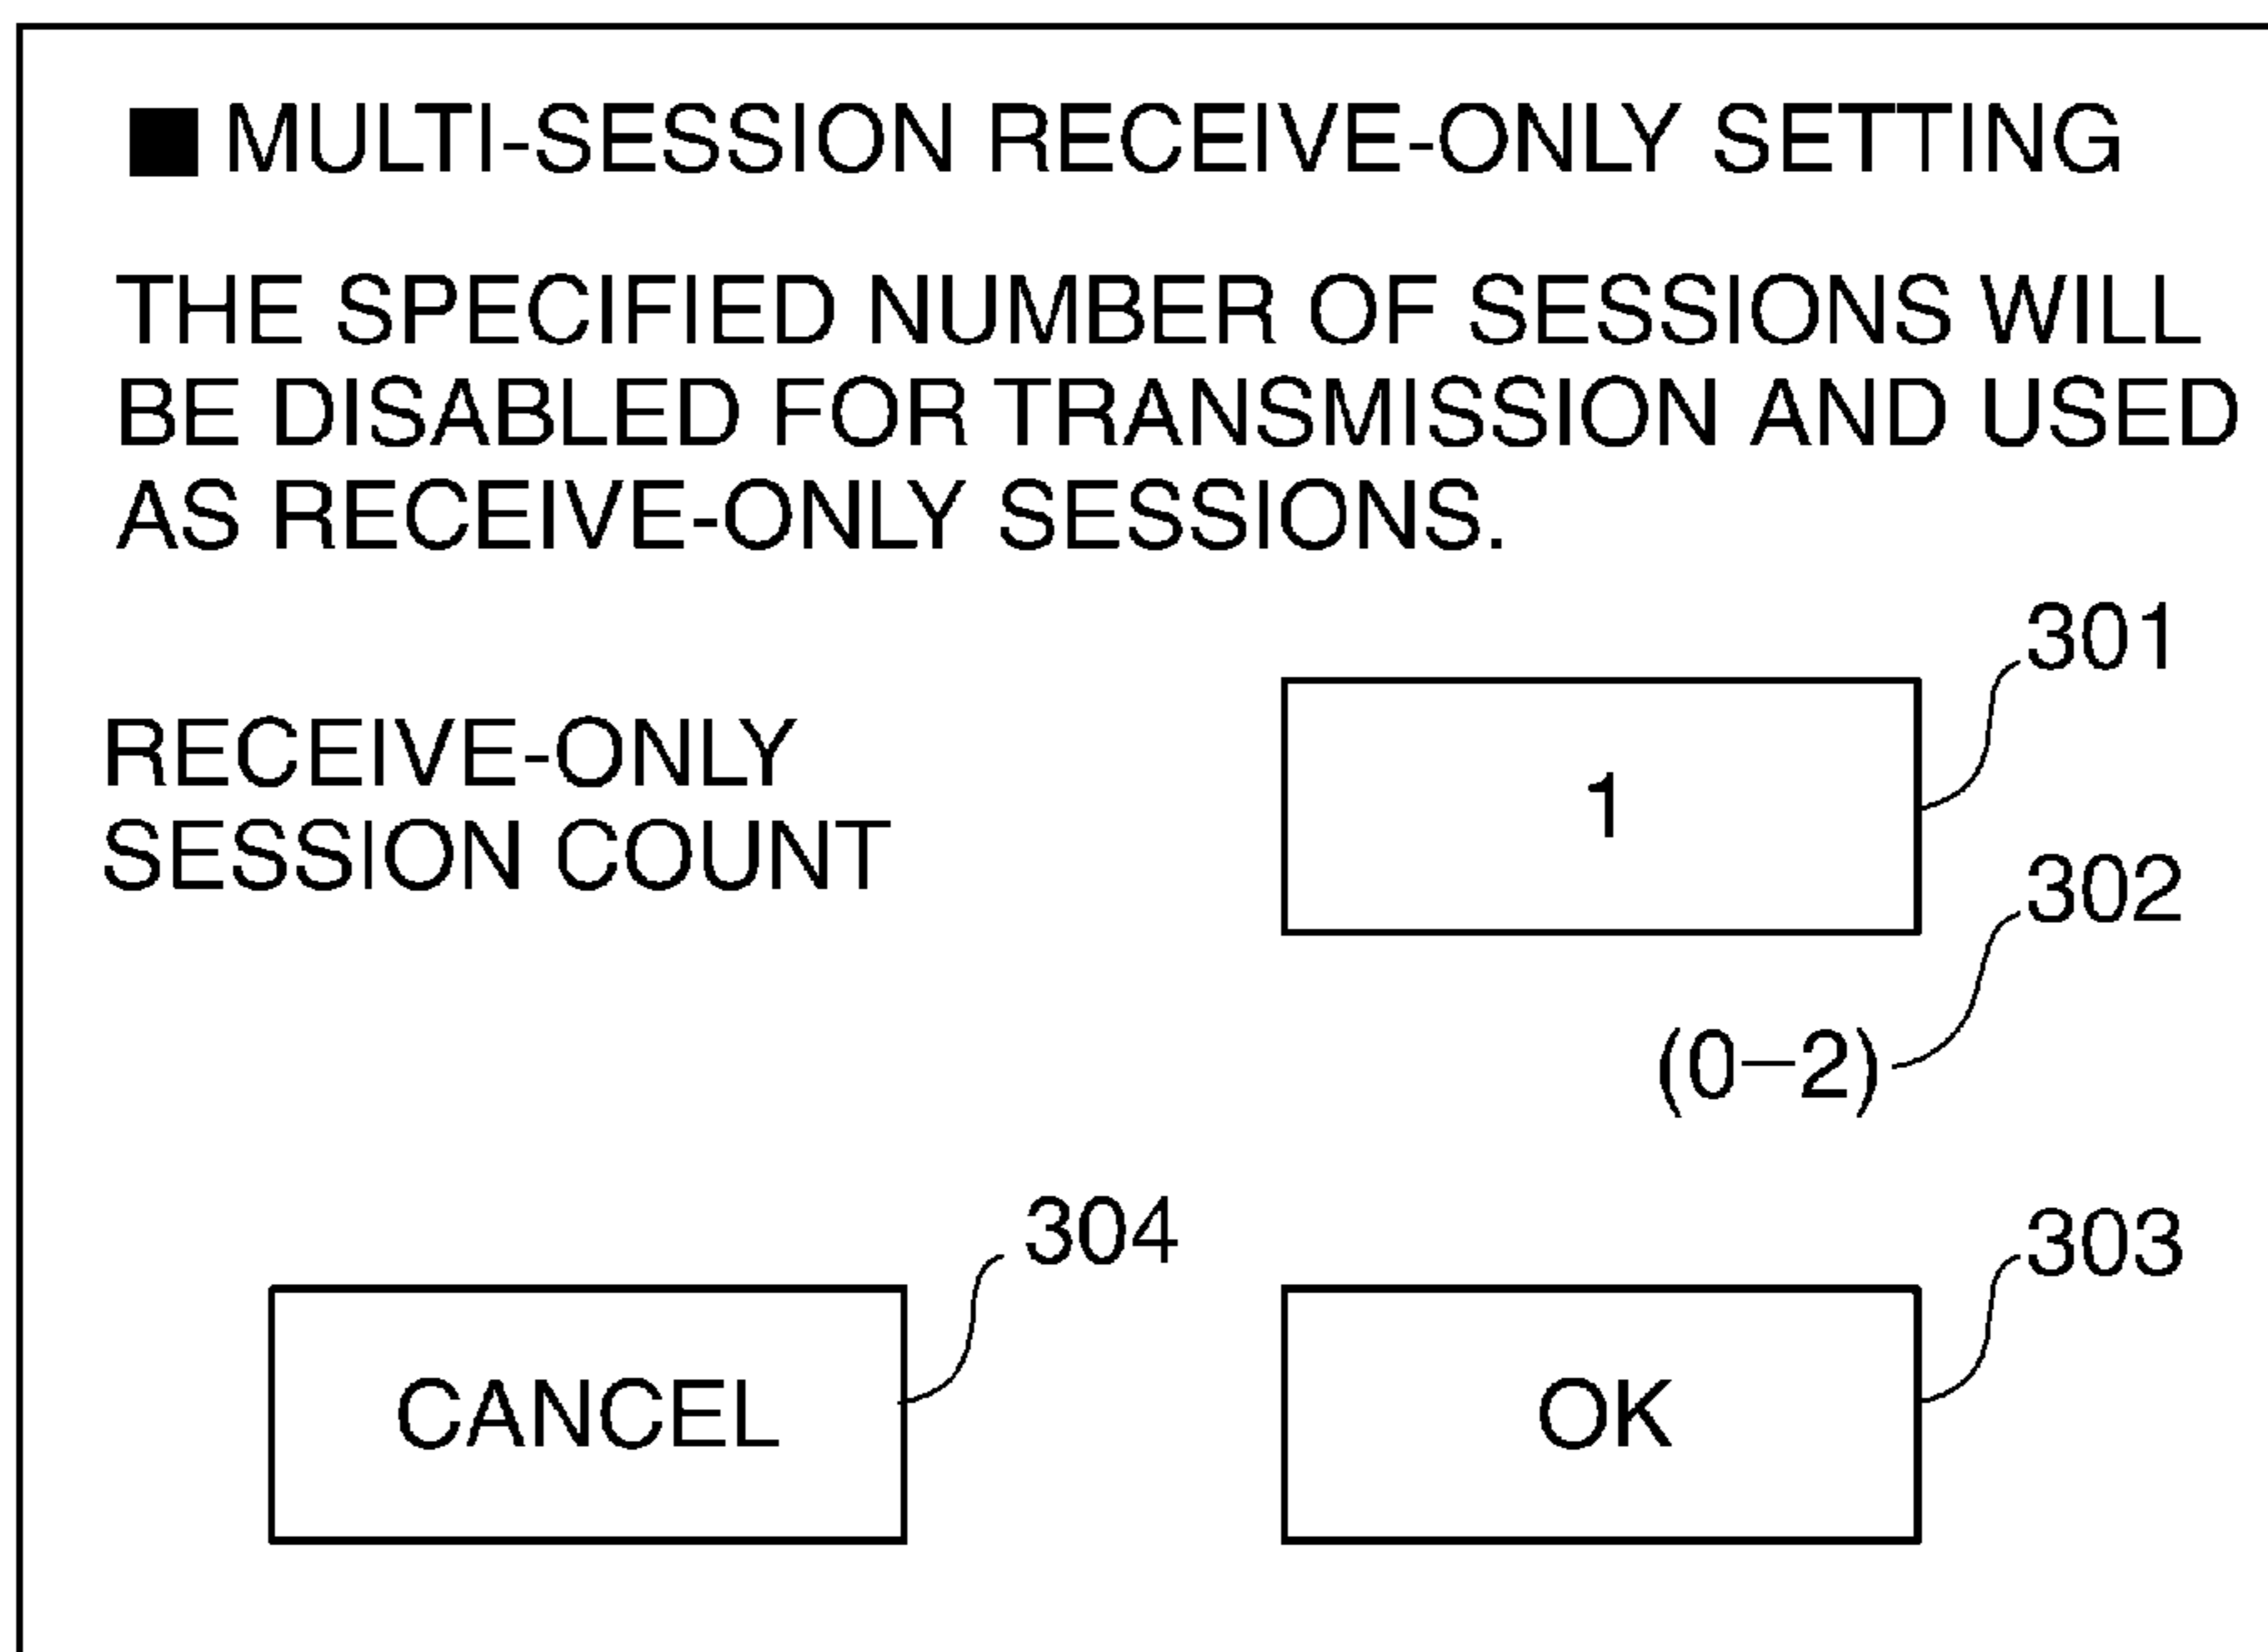 ■ MULTI-SESSION RECEIVE-ONLY SETTING
THE SPECIFIED NUMBER OF SESSIONS WILL
BE DISABLED FOR TRANSMISSION AND USED
AS RECEIVE-ONLY SESSIONS.
301
RECEIVE-ONLY
SESSION COUNT
1
302
(0–2)
304
303
CANCEL
OK